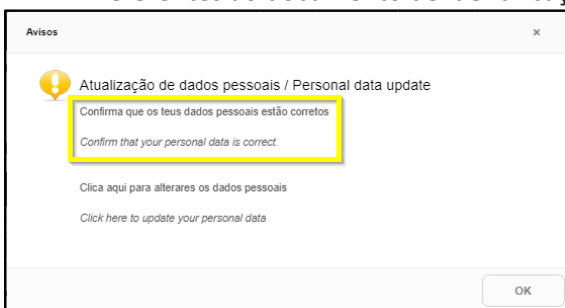 Avisos
×
Atualização de dados pessoais / Personal data update
Confirma que os teus dados pessoais estão corretos
Confirm that your personal data is correct.
Clica aqui para alterares os dados pessoais
Click here to update your personal data
OK